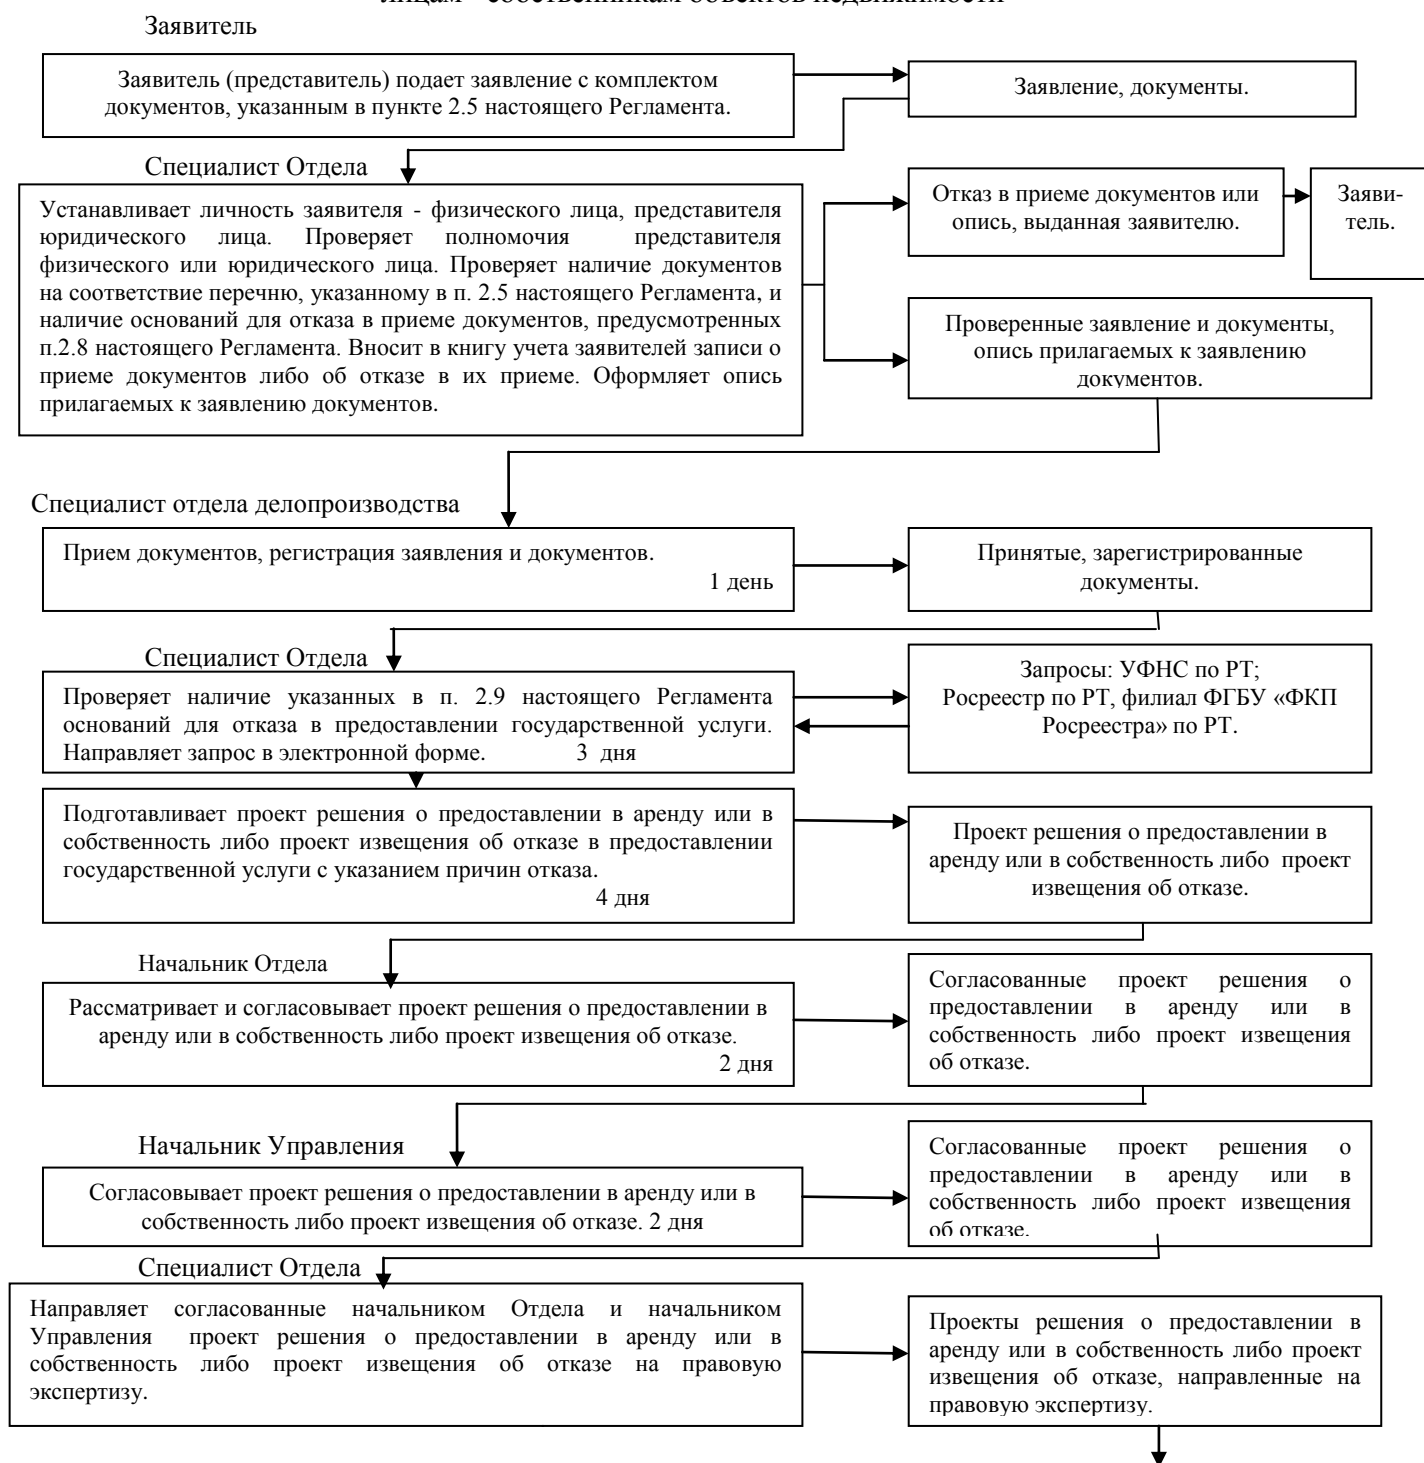 лицам - собственникам объектов недвижимости
Заявитель
Заявитель (представитель) подает заявление с комплектом
документов, указанным в пункте 2.5 настоящего Регламента.
Заявление, документы.
Специалист Отдела
Устанавливает личность заявителя - физического лица, представителя
юридического лица. Проверяет полномочия представителя
физического или юридического лица. Проверяет наличие документов
на соответствие перечню, указанному в п. 2.5 настоящего Регламента, и
наличие оснований для отказа в приеме документов, предусмотренных
п.2.8 настоящего Регламента. Вносит в книгу учета заявителей записи о
приеме документов либо об отказе в их приеме. Оформляет опись
прилагаемых к заявлению документов.
Отказ в приеме документов или
опись, выданная заявителю.
Заяви-
тель.
Проверенные заявление и документы,
опись прилагаемых к заявлению
документов.
Специалист отдела делопроизводства
Прием документов, регистрация заявления и документов.
1 день
Принятые, зарегистрированные
документы.
Специалист Отдела
Проверяет наличие указанных в п. 2.9 настоящего Регламента
оснований для отказа в предоставлении государственной услуги.
Направляет запрос в электронной форме. 3 дня
Запросы: УФНС по РТ;
Росреестр по РТ, филиал ФГБУ «ФКП
Росреестра» по РТ.
Подготавливает проект решения о предоставлении в аренду или в
собственность либо проект извещения об отказе в предоставлении
государственной услуги с указанием причин отказа.
4 дня
Проект решения о предоставлении в
аренду или в собственность либо проект
извещения об отказе.
Начальник Отдела
Рассматривает и согласовывает проект решения о предоставлении в
аренду или в собственность либо проект извещения об отказе.
2 дня
Согласованные проект решения о
предоставлении в аренду или в
собственность либо проект извещения
об отказе.
Начальник Управления
Согласовывает проект решения о предоставлении в аренду или в
собственность либо проект извещения об отказе. 2 дня
Согласованные проект решения о
предоставлении в аренду или в
собственность либо проект извещения
об отказе.
Специалист Отдела
Направляет согласованные начальником Отдела и начальником
Управления проект решения о предоставлении в аренду или в
собственность либо проект извещения об отказе на правовую
экспертизу.
Проекты решения о предоставлении в
аренду или в собственность либо проект
извещения об отказе, направленные на
правовую экспертизу.